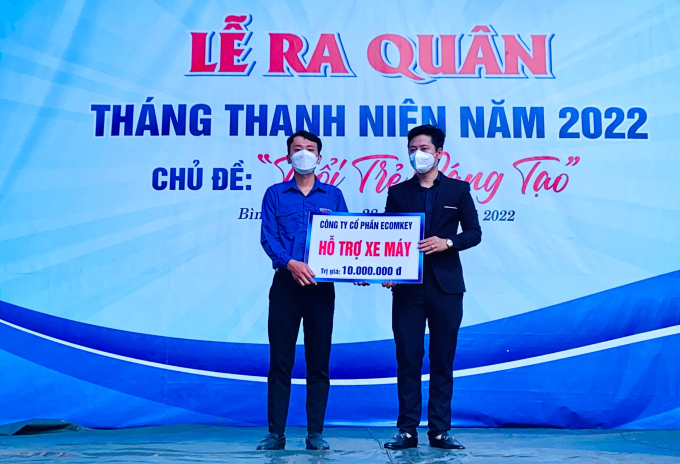 LỄ RA QUÂN
THÁNG THANH NIÊN NĂM 2022
CHỦ ĐỀ: " Trẻ Tạo"
2022
CÔNG TY CỔ PHẦN ECOMKEY
HỖ TRỢ XE MÁY
Trị giá: 10.000.000 đ